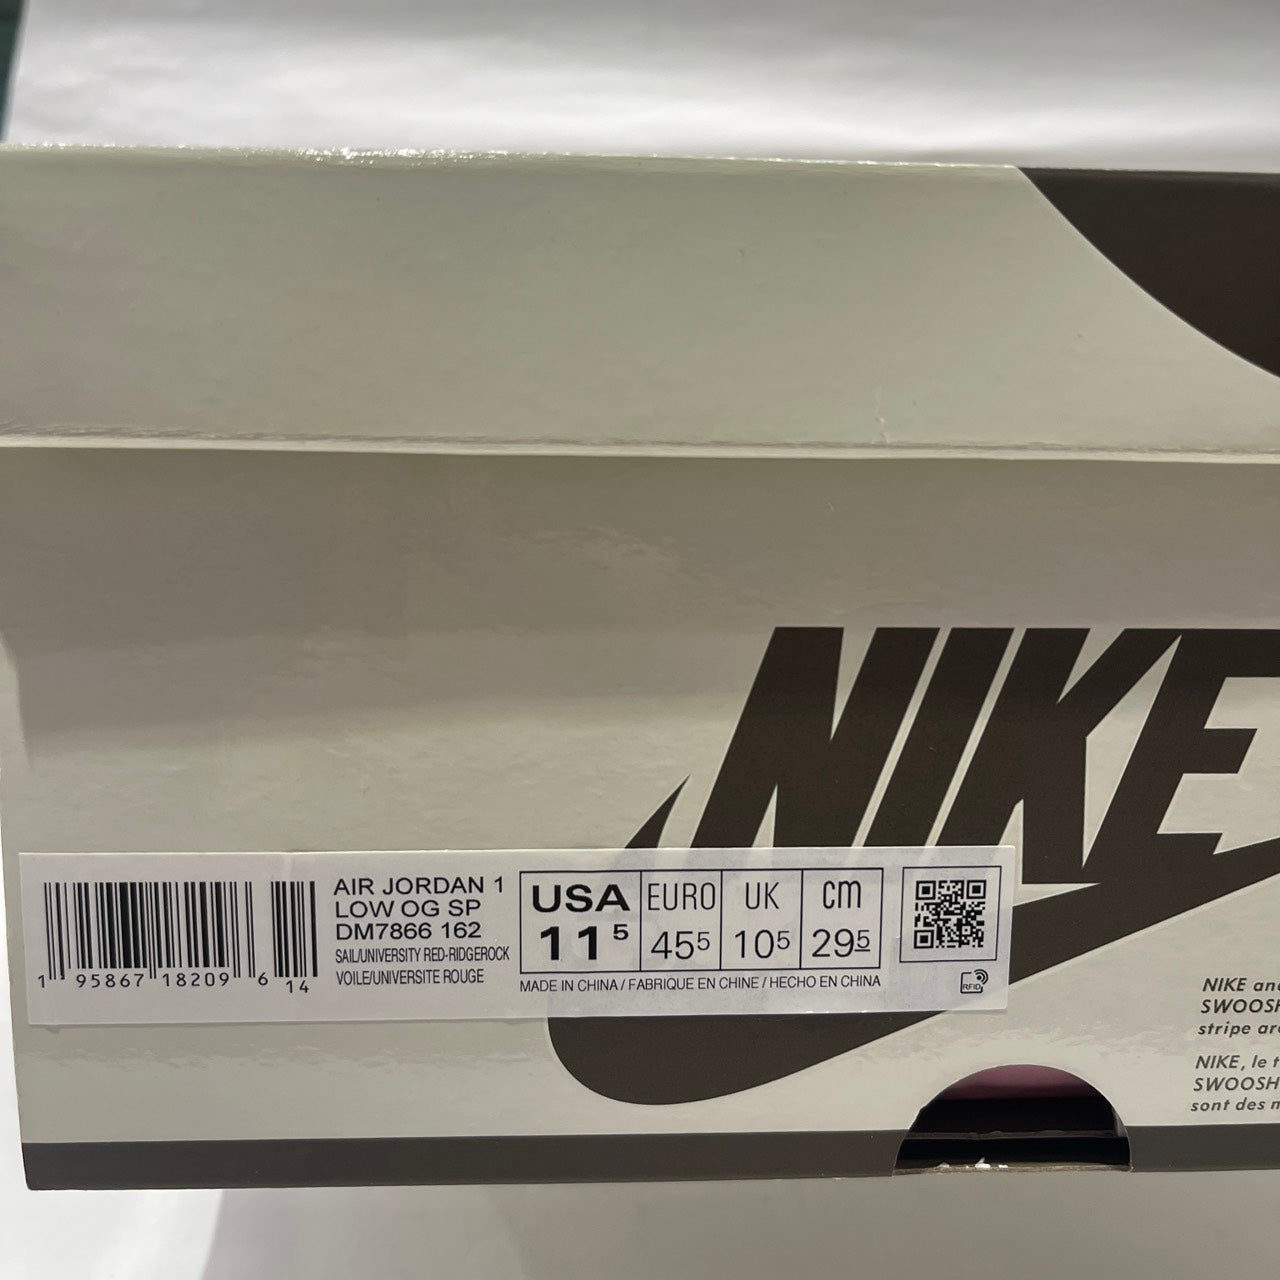 NIKE
AIR JORDAN 1
LOW OG SP
DM7866 162
SAIL/UNIVERSITY RED-RIDGEROCK
VOILE/UNIVERSITE ROUGE
1 95867 18209 6 14
USA EURO UK cm
11 5 45 5 10 5 29 5
MADE IN CHINA / FABRIQUE EN CHINE / HECHO EN CHINA
RFID
NIKE and
SWOOSH
stripe are
NIKE, le
SWOOSH
sont des